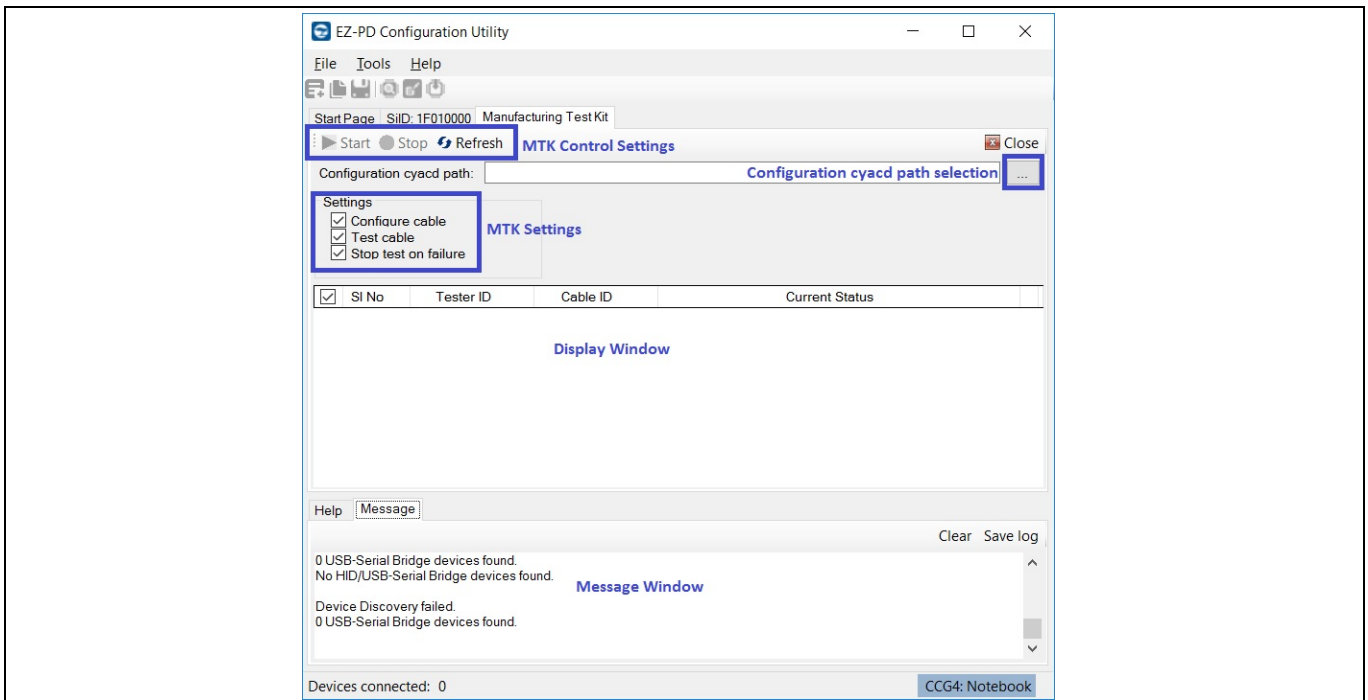 EZ-PD Configuration Utility
File Tools Help
Start Page SilD: 1F010000 Manufacturing Test Kit
Start Stop Refresh MTK Control Settings Close
Configuration cyacd path: Configuration cyacd path selection ...
Settings
Configure cable
Test cable MTK Settings
Stop test on failure
Sl No Tester ID Cable ID Current Status
Display Window
Help Message
Clear Save log
0 USB-Serial Bridge devices found.
No HID/USB-Serial Bridge devices found.
Message Window
Device Discovery failed.
0 USB-Serial Bridge devices found.
Devices connected: 0 CCG4: Notebook